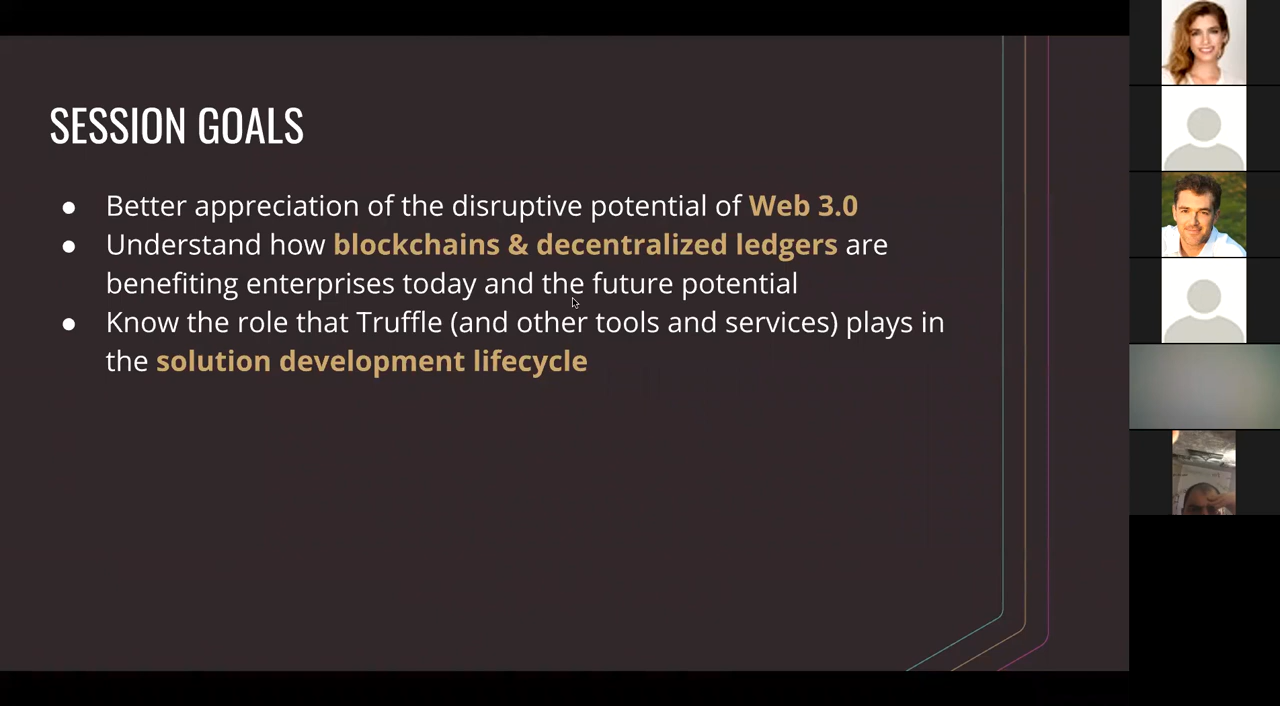 SESSION GOALS
● Better appreciation of the disruptive potential of Web 3.0
● Understand how blockchains & decentralized ledgers are
benefiting enterprises today and the future potential
● Know the role that Truffle (and other tools and services) plays in
the solution development lifecycle